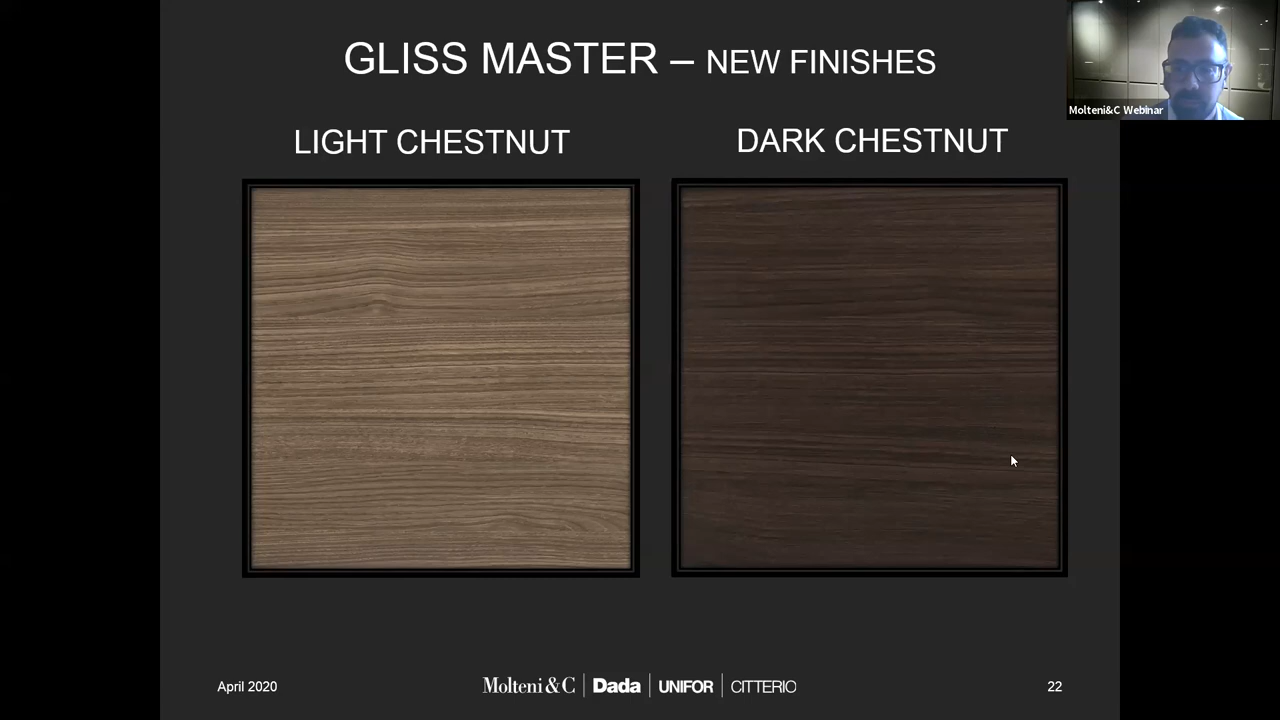 GLISS MASTER – NEW FINISHES
Molteni&C Webinar
LIGHT CHESTNUT
DARK CHESTNUT
April 2020
Molteni&C | Dada | UNIFOR | CITTERIO
22